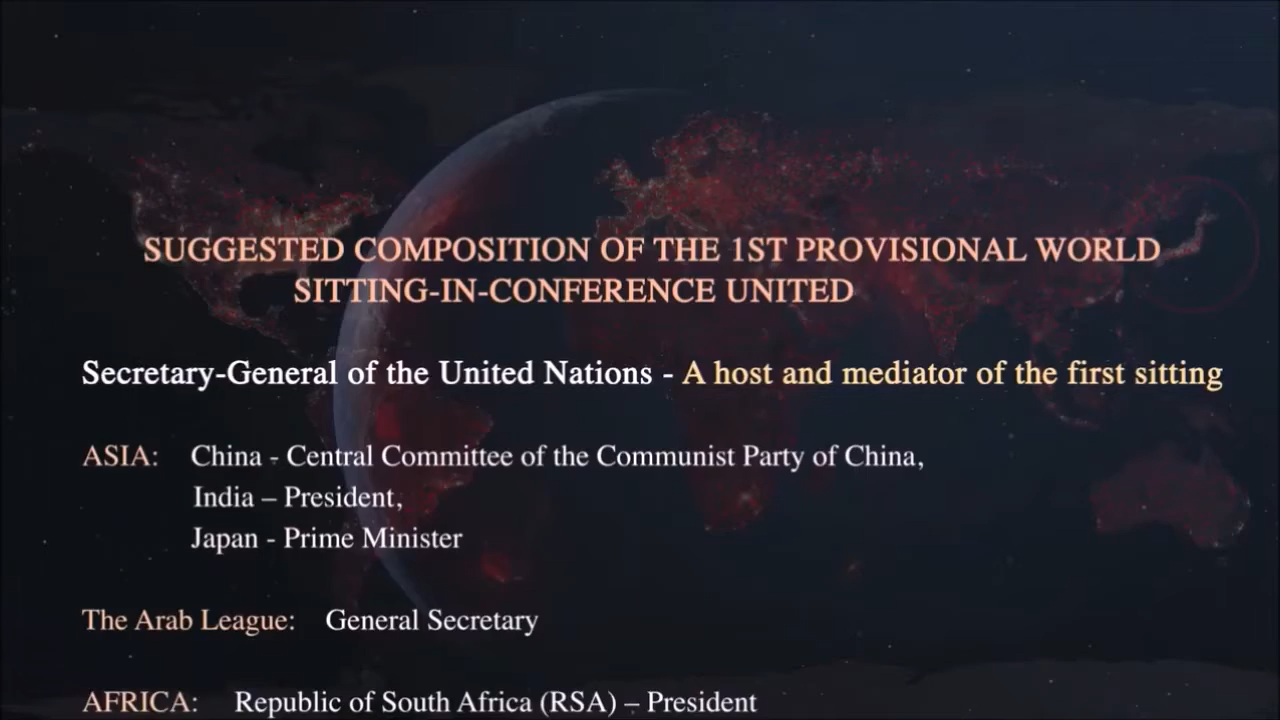 SUGGESTED COMPOSITION OF THE 1ST PROVISIONAL WORLD
SITTING-IN-CONFERENCE UNITED
Secretary-General of the United Nations - A host and mediator of the first sitting
ASIA: China - Central Committee of the Communist Party of China,
India – President,
Japan - Prime Minister
The Arab League: General Secretary
AFRICA: Republic of South Africa (RSA) – President